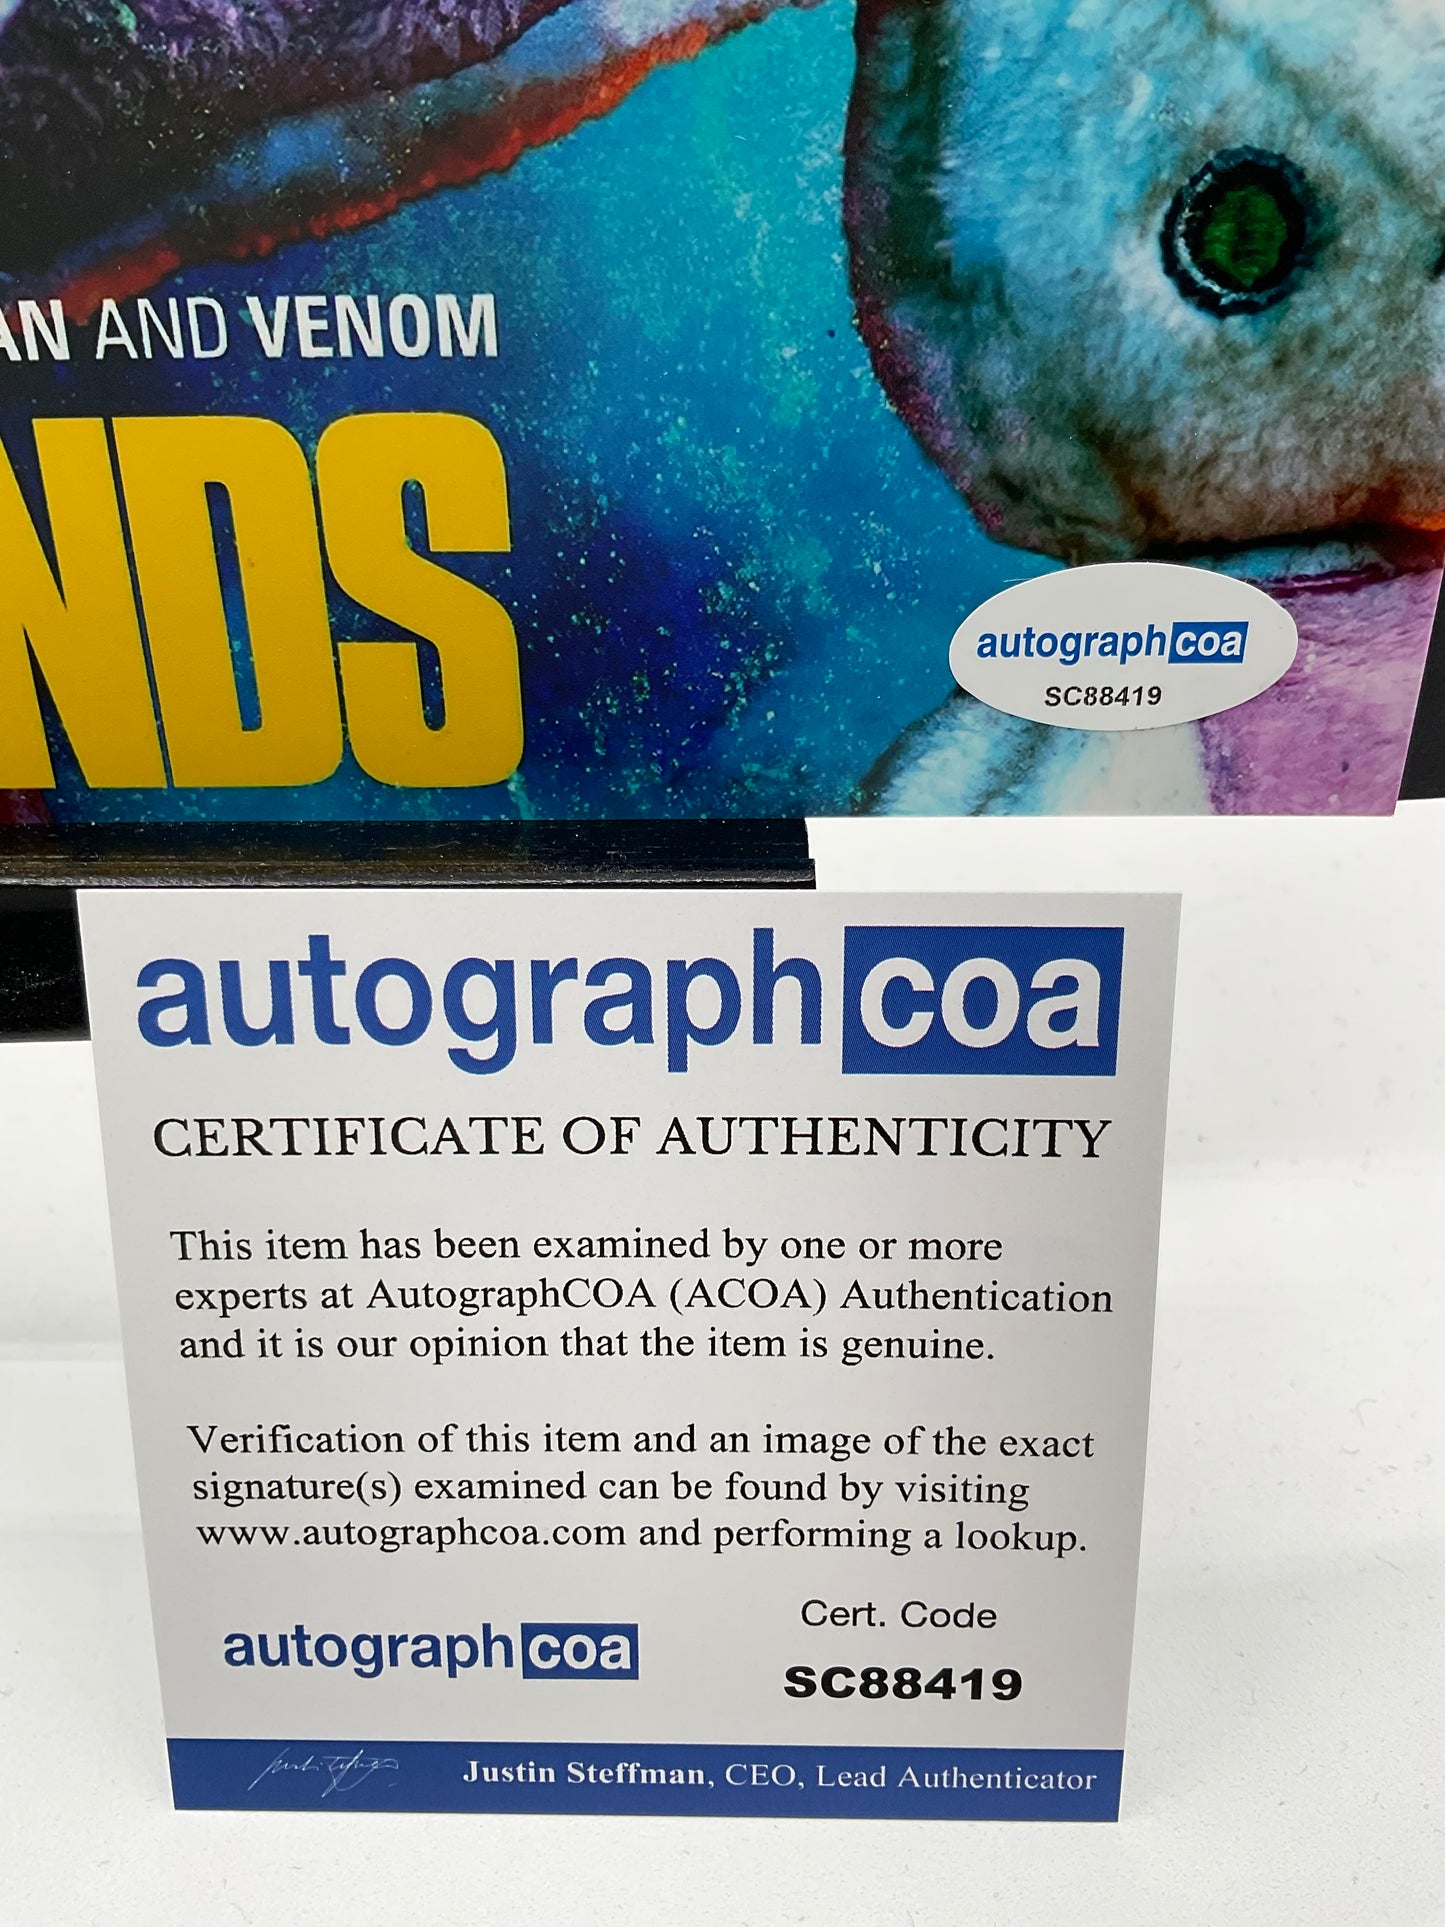 AN AND VENOM
NDS
autographcoa
SC88419
autographcoa
CERTIFICATE OF AUTHENTICITY
This item has been examined by one or more
experts at AutographCOA (ACOA) Authentication
and it is our opinion that the item is genuine.
Verification of this item and an image of the exact
signature(s) examined can be found by visiting
www.autographcoa.com and performing a lookup.
Cert. Code
autographcoa
SC88419
Justin Steffman, CEO, Lead Authenticator